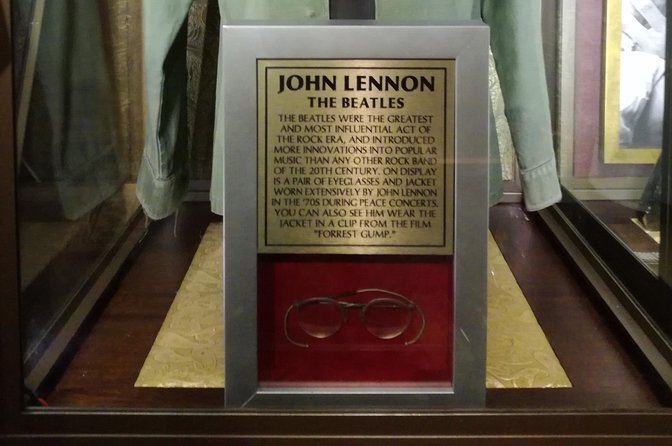 JOHN LENNON
THE BEATLES
THE BEATLES WERE THE GREATEST
AND MOST INFLUENTIAL ACT OF
THE ROCK ERA, AND INTRODUCED
MORE INNOVATIONS INTO POPULAR
MUSIC THAN ANY OTHER ROCK BAND
OF THE 20TH CENTURY. ON DISPLAY
IS A PAIR OF EYEGLASSES AND JACKET
WORN EXTENSIVELY BY JOHN LENNON
IN THE '70S DURING PEACE CONCERTS.
YOU CAN ALSO SEE HIM WEAR THE
JACKET IN A CLIP FROM THE FILM
"FORREST GUMP."